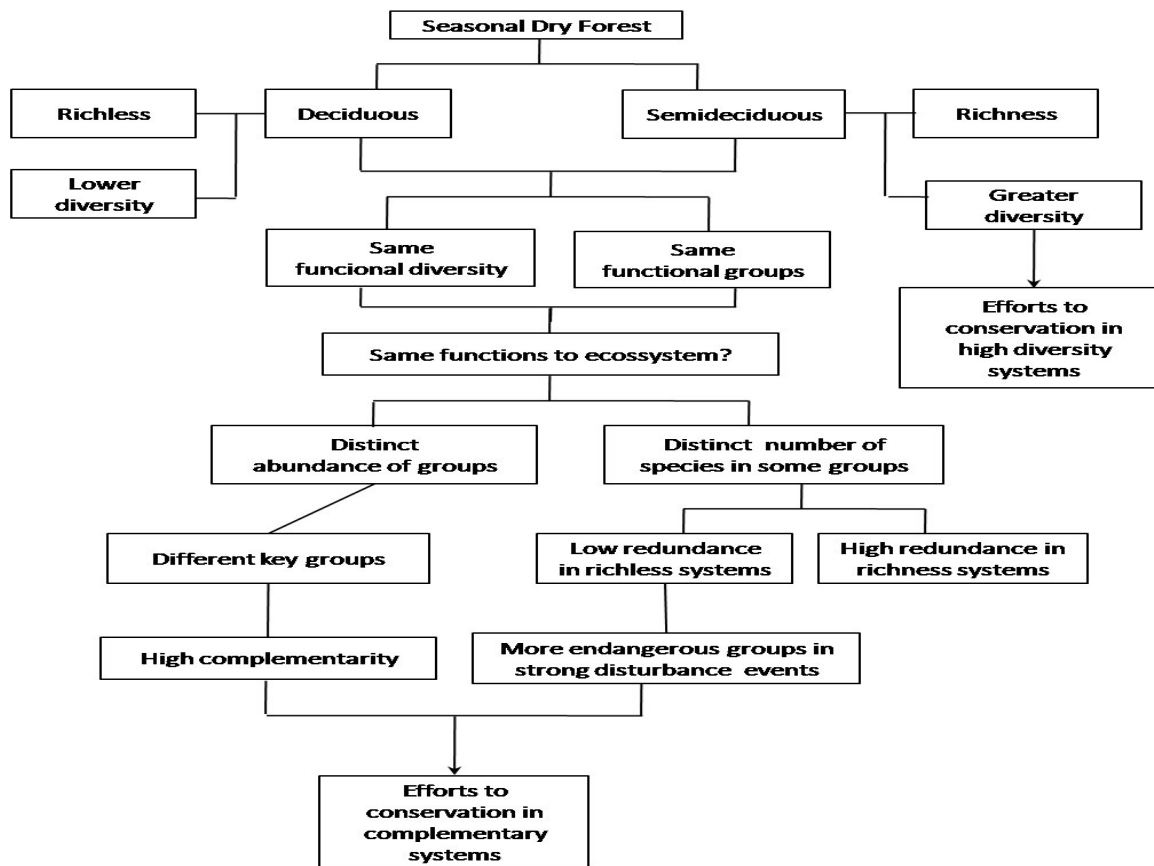 Seasonal Dry Forest
Richless
Deciduous
Semideciduous
Richness
Lower
diversity
Greater
diversity
Same
funcional diversity
Same
functional groups
Efforts to
conservation in
high diversity
systems
Same functions to ecossystem?
Distinct
abundance of groups
Distinct number of
species in some groups
Different key groups
Low redundance
in richless systems
High redundance in
richness systems
High complementarity
More endangerous groups in
strong disturbance events
Efforts to
conservation in
complementary
systems